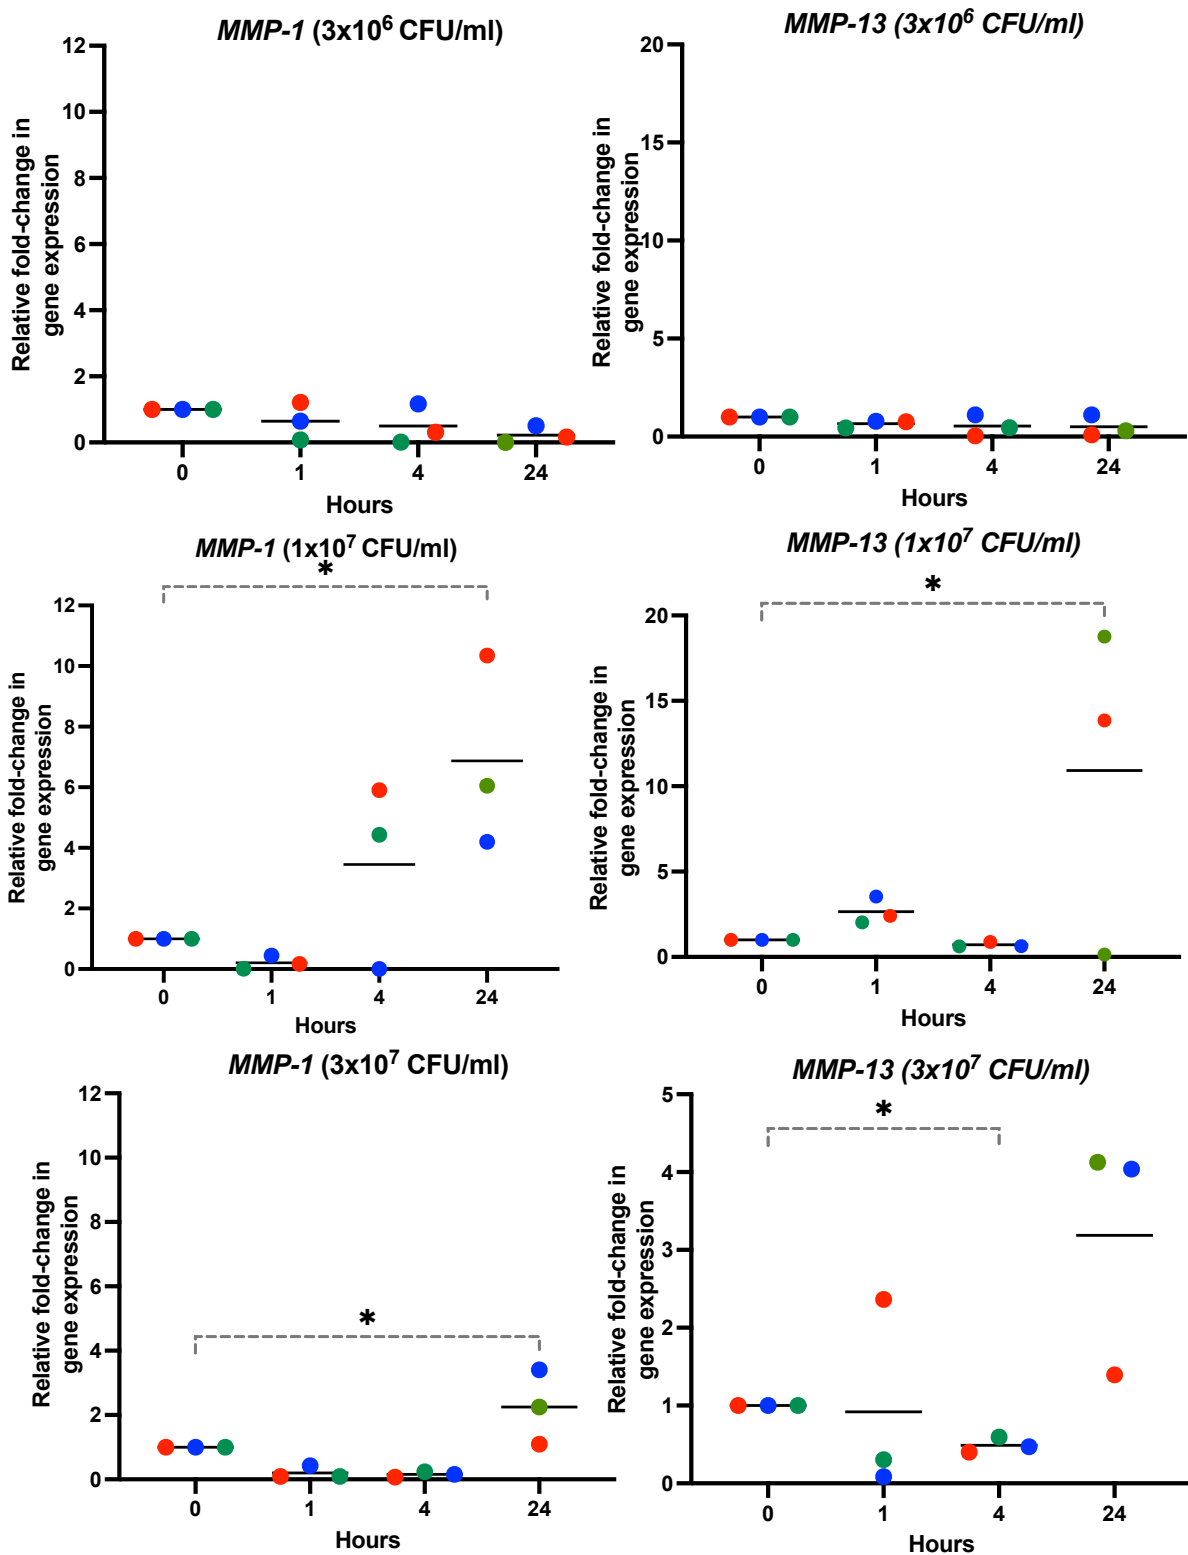 MMP-1 (3x10⁶ CFU/ml)
12
10
8
6
4
2
0
Relative fold-change in
gene expression
0 1 4 24
Hours
MMP-13 (3x10⁶ CFU/ml)
20
15
10
5
0
Relative fold-change in
gene expression
0 1 4 24
Hours
MMP-1 (1x10⁷ CFU/ml)
*
12
10
8
6
4
2
0
Relative fold-change in
gene expression
0 1 4 24
Hours
MMP-13 (1x10⁷ CFU/ml)
*
20
15
10
5
0
Relative fold-change in
gene expression
0 1 4 24
Hours
MMP-1 (3x10⁷ CFU/ml)
12
10
8
6
4
2
0
*
Relative fold-change in
gene expression
0 1 4 24
Hours
MMP-13 (3x10⁷ CFU/ml)
*
5
4
3
2
1
0
Relative fold-change in
gene expression
0 1 4 24
Hours